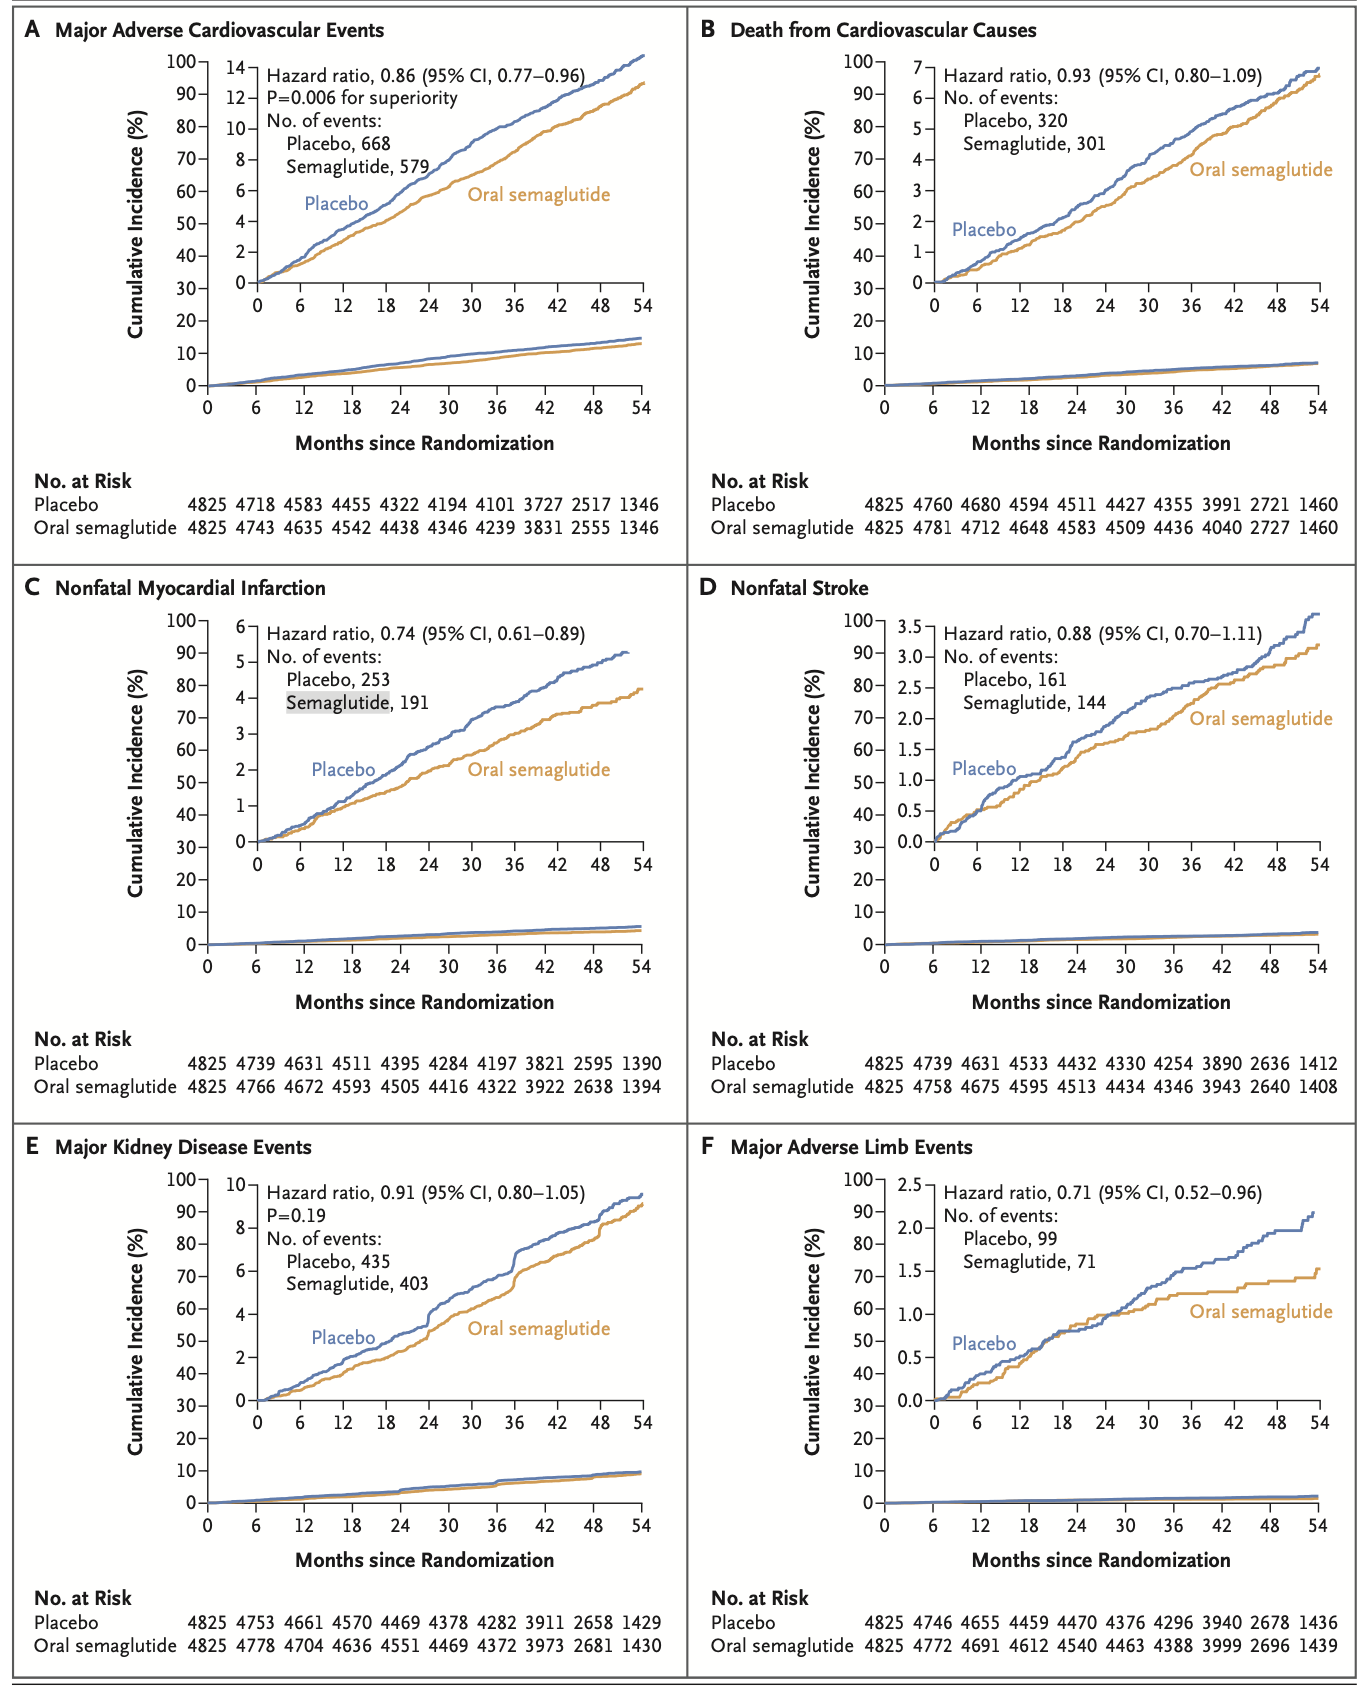 A Major Adverse Cardiovascular Events
Cumulative Incidence (%)
100
90
80
70
60
50
40
30
20
10
0
14
12
10
8
6
4
2
0
Hazard ratio, 0.86 (95% CI, 0.77–0.96)
P=0.006 for superiority
No. of events:
Placebo, 668
Semaglutide, 579
Placebo
Oral semaglutide
0 6 12 18 24 30 36 42 48 54
0 6 12 18 24 30 36 42 48 54
Months since Randomization
No. at Risk
Placebo 4825 4718 4583 4455 4322 4194 4101 3727 2517 1346
Oral semaglutide 4825 4743 4635 4542 4438 4346 4239 3831 2555 1346
B Death from Cardiovascular Causes
Cumulative Incidence (%)
100
90
80
70
60
50
40
30
20
10
0
7
6
5
4
3
2
1
0
Hazard ratio, 0.93 (95% CI, 0.80–1.09)
No. of events:
Placebo, 320
Semaglutide, 301
Oral semaglutide
Placebo
0 6 12 18 24 30 36 42 48 54
0 6 12 18 24 30 36 42 48 54
Months since Randomization
No. at Risk
Placebo 4825 4760 4680 4594 4511 4427 4355 3991 2721 1460
Oral semaglutide 4825 4781 4712 4648 4583 4509 4436 4040 2727 1460
C Nonfatal Myocardial Infarction
Cumulative Incidence (%)
100
90
80
70
60
50
40
30
20
10
0
6
5
4
3
2
1
0
Hazard ratio, 0.74 (95% CI, 0.61–0.89)
No. of events:
Placebo, 253
Semaglutide, 191
Placebo
Oral semaglutide
0 6 12 18 24 30 36 42 48 54
0 6 12 18 24 30 36 42 48 54
Months since Randomization
No. at Risk
Placebo 4825 4739 4631 4511 4395 4284 4197 3821 2595 1390
Oral semaglutide 4825 4766 4672 4593 4505 4416 4322 3922 2638 1394
D Nonfatal Stroke
Cumulative Incidence (%)
100
90
80
70
60
50
40
30
20
10
0
3.5
3.0
2.5
2.0
1.5
1.0
0.5
0.0
Hazard ratio, 0.88 (95% CI, 0.70–1.11)
No. of events:
Placebo, 161
Semaglutide, 144
Oral semaglutide
Placebo
0 6 12 18 24 30 36 42 48 54
0 6 12 18 24 30 36 42 48 54
Months since Randomization
No. at Risk
Placebo 4825 4739 4631 4533 4432 4330 4254 3890 2636 1412
Oral semaglutide 4825 4758 4675 4595 4513 4434 4346 3943 2640 1408
E Major Kidney Disease Events
Cumulative Incidence (%)
100
90
80
70
60
50
40
30
20
10
0
10
8
6
4
2
0
Hazard ratio, 0.91 (95% CI, 0.80–1.05)
P=0.19
No. of events:
Placebo, 435
Semaglutide, 403
Placebo
Oral semaglutide
0 6 12 18 24 30 36 42 48 54
0 6 12 18 24 30 36 42 48 54
Months since Randomization
No. at Risk
Placebo 4825 4753 4661 4570 4469 4378 4282 3911 2658 1429
Oral semaglutide 4825 4778 4704 4636 4551 4469 4372 3973 2681 1430
F Major Adverse Limb Events
Cumulative Incidence (%)
100
90
80
70
60
50
40
30
20
10
0
2.5
2.0
1.5
1.0
0.5
0.0
Hazard ratio, 0.71 (95% CI, 0.52–0.96)
No. of events:
Placebo, 99
Semaglutide, 71
Oral semaglutide
Placebo
0 6 12 18 24 30 36 42 48 54
0 6 12 18 24 30 36 42 48 54
Months since Randomization
No. at Risk
Placebo 4825 4746 4655 4459 4470 4376 4296 3940 2678 1436
Oral semaglutide 4825 4772 4691 4612 4540 4463 4388 3999 2696 1439